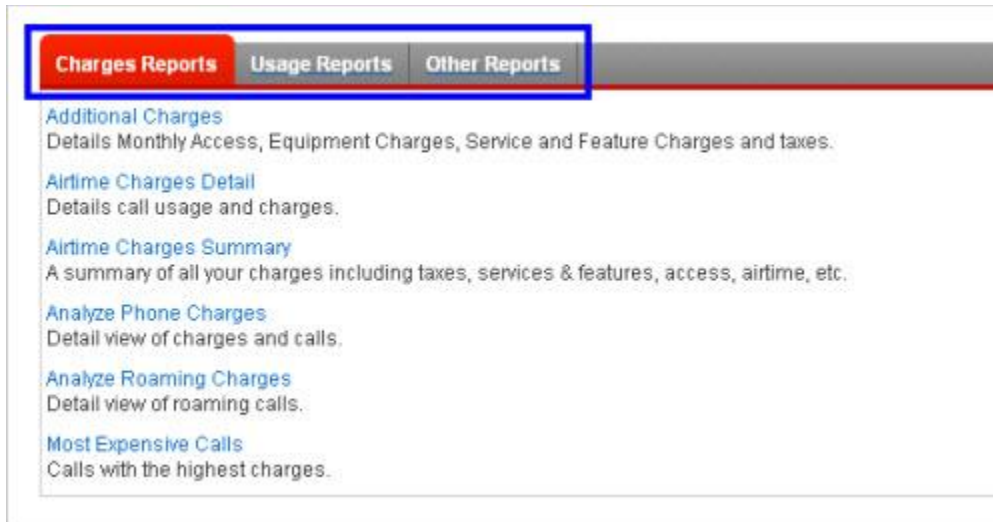 Charges Reports Usage Reports Other Reports
Additional Charges
Details Monthly Access, Equipment Charges, Service and Feature Charges and taxes.
Airtime Charges Detail
Details call usage and charges.
Airtime Charges Summary
A summary of all your charges including taxes, services & features, access, airtime, etc.
Analyze Phone Charges
Detail view of charges and calls.
Analyze Roaming Charges
Detail view of roaming calls.
Most Expensive Calls
Calls with the highest charges.